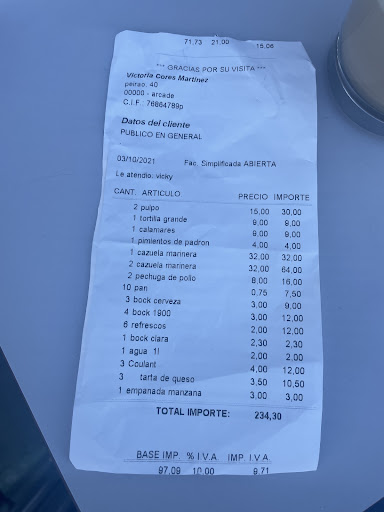 71,73 21,00 15,06
*** GRACIAS POR SU VISITA ***
Victoria Cores Martinez
peirao, 40
00000 - arcade
C.I.F.: 76864789p
Datos del cliente
PUBLICO EN GENERAL
03/10/2021 Fac. Simplificada ABIERTA
Le atendio: vicky
CANT. ARTICULO PRECIO IMPORTE
2 pulpo 15,00 30,00
1 tortilla grande 9,00 9,00
1 calamares 9,00 9,00
1 pimientos de padron 4,00 4,00
1 cazuela marinera 32,00 32,00
2 cazuela marinera 32,00 64,00
2 pechuga de pollo 8,00 16,00
10 pan 0,75 7,50
3 bock cerveza 3,00 9,00
4 bock 1900 3,00 12,00
6 refrescos 2,00 12,00
1 bock clara 2,30 2,30
1 agua 1l 2,00 2,00
3 Coulant 4,00 12,00
3 tarta de queso 3,50 10,50
1 empanada manzana 3,00 3,00
TOTAL IMPORTE: 234,30
BASE IMP. % I.V.A. IMP. I.V.A.
97,09 10,00 9,71